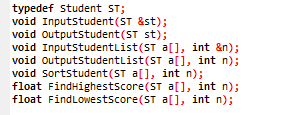 typedef Student ST;
void InputStudent(ST &st);
void OutputStudent(ST st);
void InputStudentList(ST a[], int &n);
void OutputStudentList(ST a[], int n);
void SortStudent(ST a[], int n);
float FindHighestScore(ST a[], int n);
float FindLowestScore(ST a[], int n);